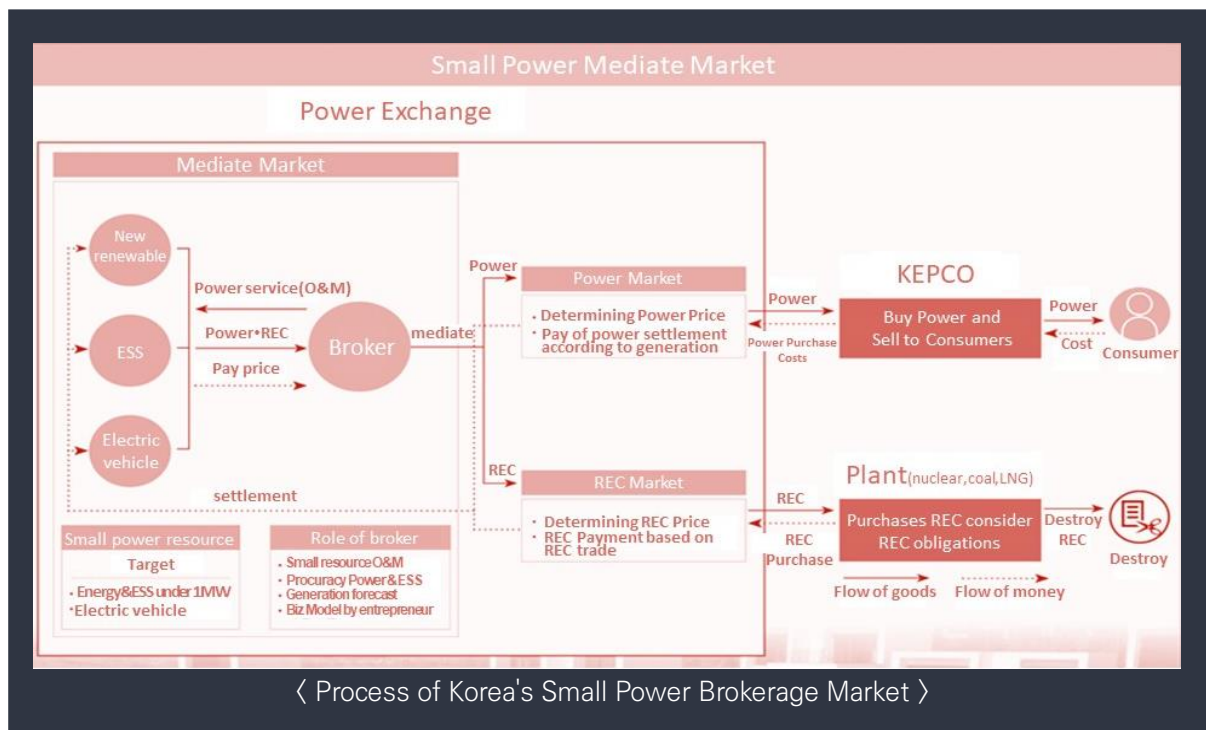 Small Power Mediate Market
Power Exchange
Mediate Market
New
renewable
ESS
Electric
vehicle
Power service(O&M)
Power•REC
Pay price
Broker
mediate
settlement
Small power resource
Target
• Energy&ESS under 1MW
•Electric vehicle
Role of broker
• Small resource O&M
• Procuracy Power & ESS
• Generation forecast
• Biz Model by entrepreneur
Power
Power Market
• Determining Power Price
• Pay of power settlement
according to generation
REC
REC Market
• Determining REC Price
• REC Payment based on
REC trade
Power
Power Purchase
Costs
KEPCO
Buy Power and
Sell to Consumers
Power
Cost
Consumer
REC
REC
Purchase
Plant(nuclear,coal,LNG)
Purchases REC consider
REC obligations
Destroy
REC
Destroy
Flow of goods
Flow of money
〈 Process of Korea's Small Power Brokerage Market 〉